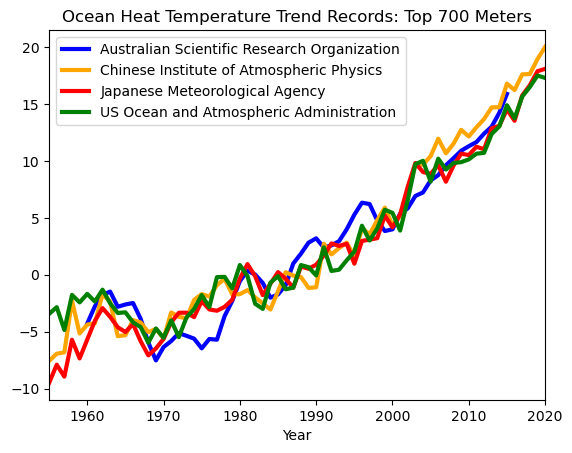 Ocean Heat Temperature Trend Records: Top 700 Meters
Australian Scientific Research Organization
Chinese Institute of Atmospheric Physics
Japanese Meteorological Agency
US Ocean and Atmospheric Administration
20
15
10
5
0
−5
−10
1960 1970 1980 1990 2000 2010 2020
Year